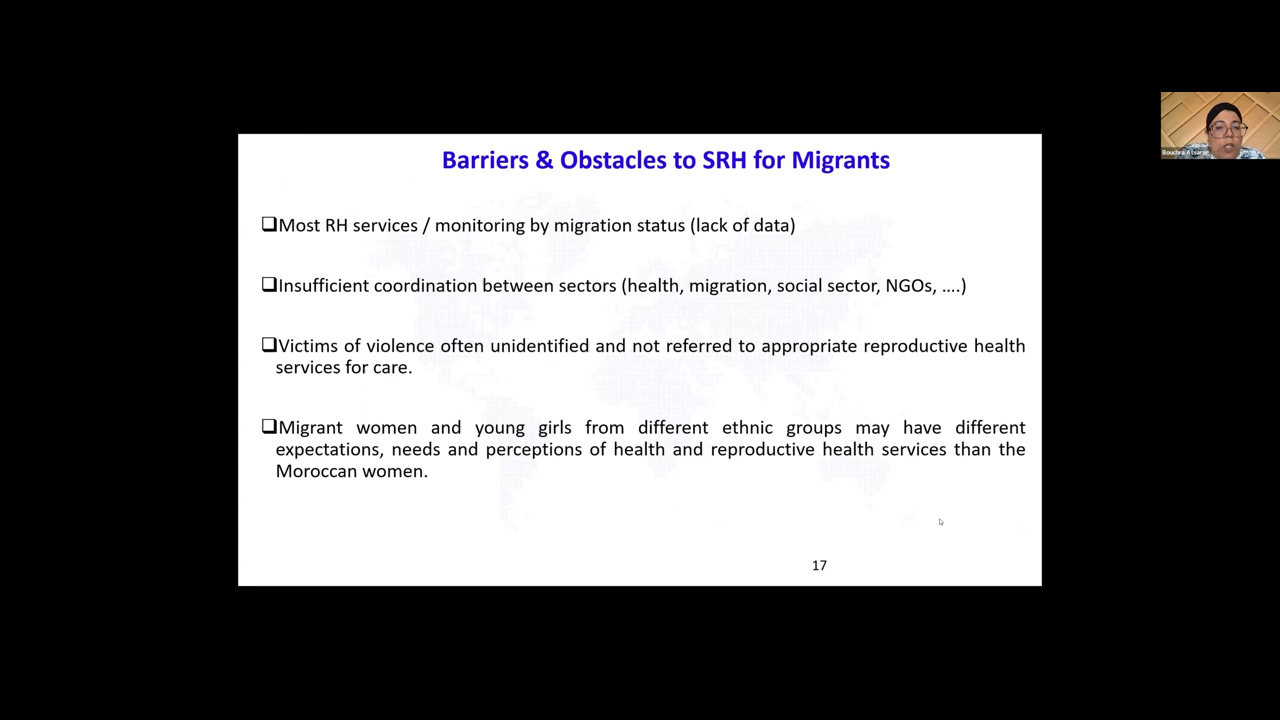 Barriers & Obstacles to SRH for Migrants
❑Most RH services / monitoring by migration status (lack of data)
❑Insufficient coordination between sectors (health, migration, social sector, NGOs, ....)
❑Victims of violence often unidentified and not referred to appropriate reproductive health
services for care.
❑Migrant women and young girls from different ethnic groups may have different
expectations, needs and perceptions of health and reproductive health services than the
Moroccan women.
17
Bouchra Assarag